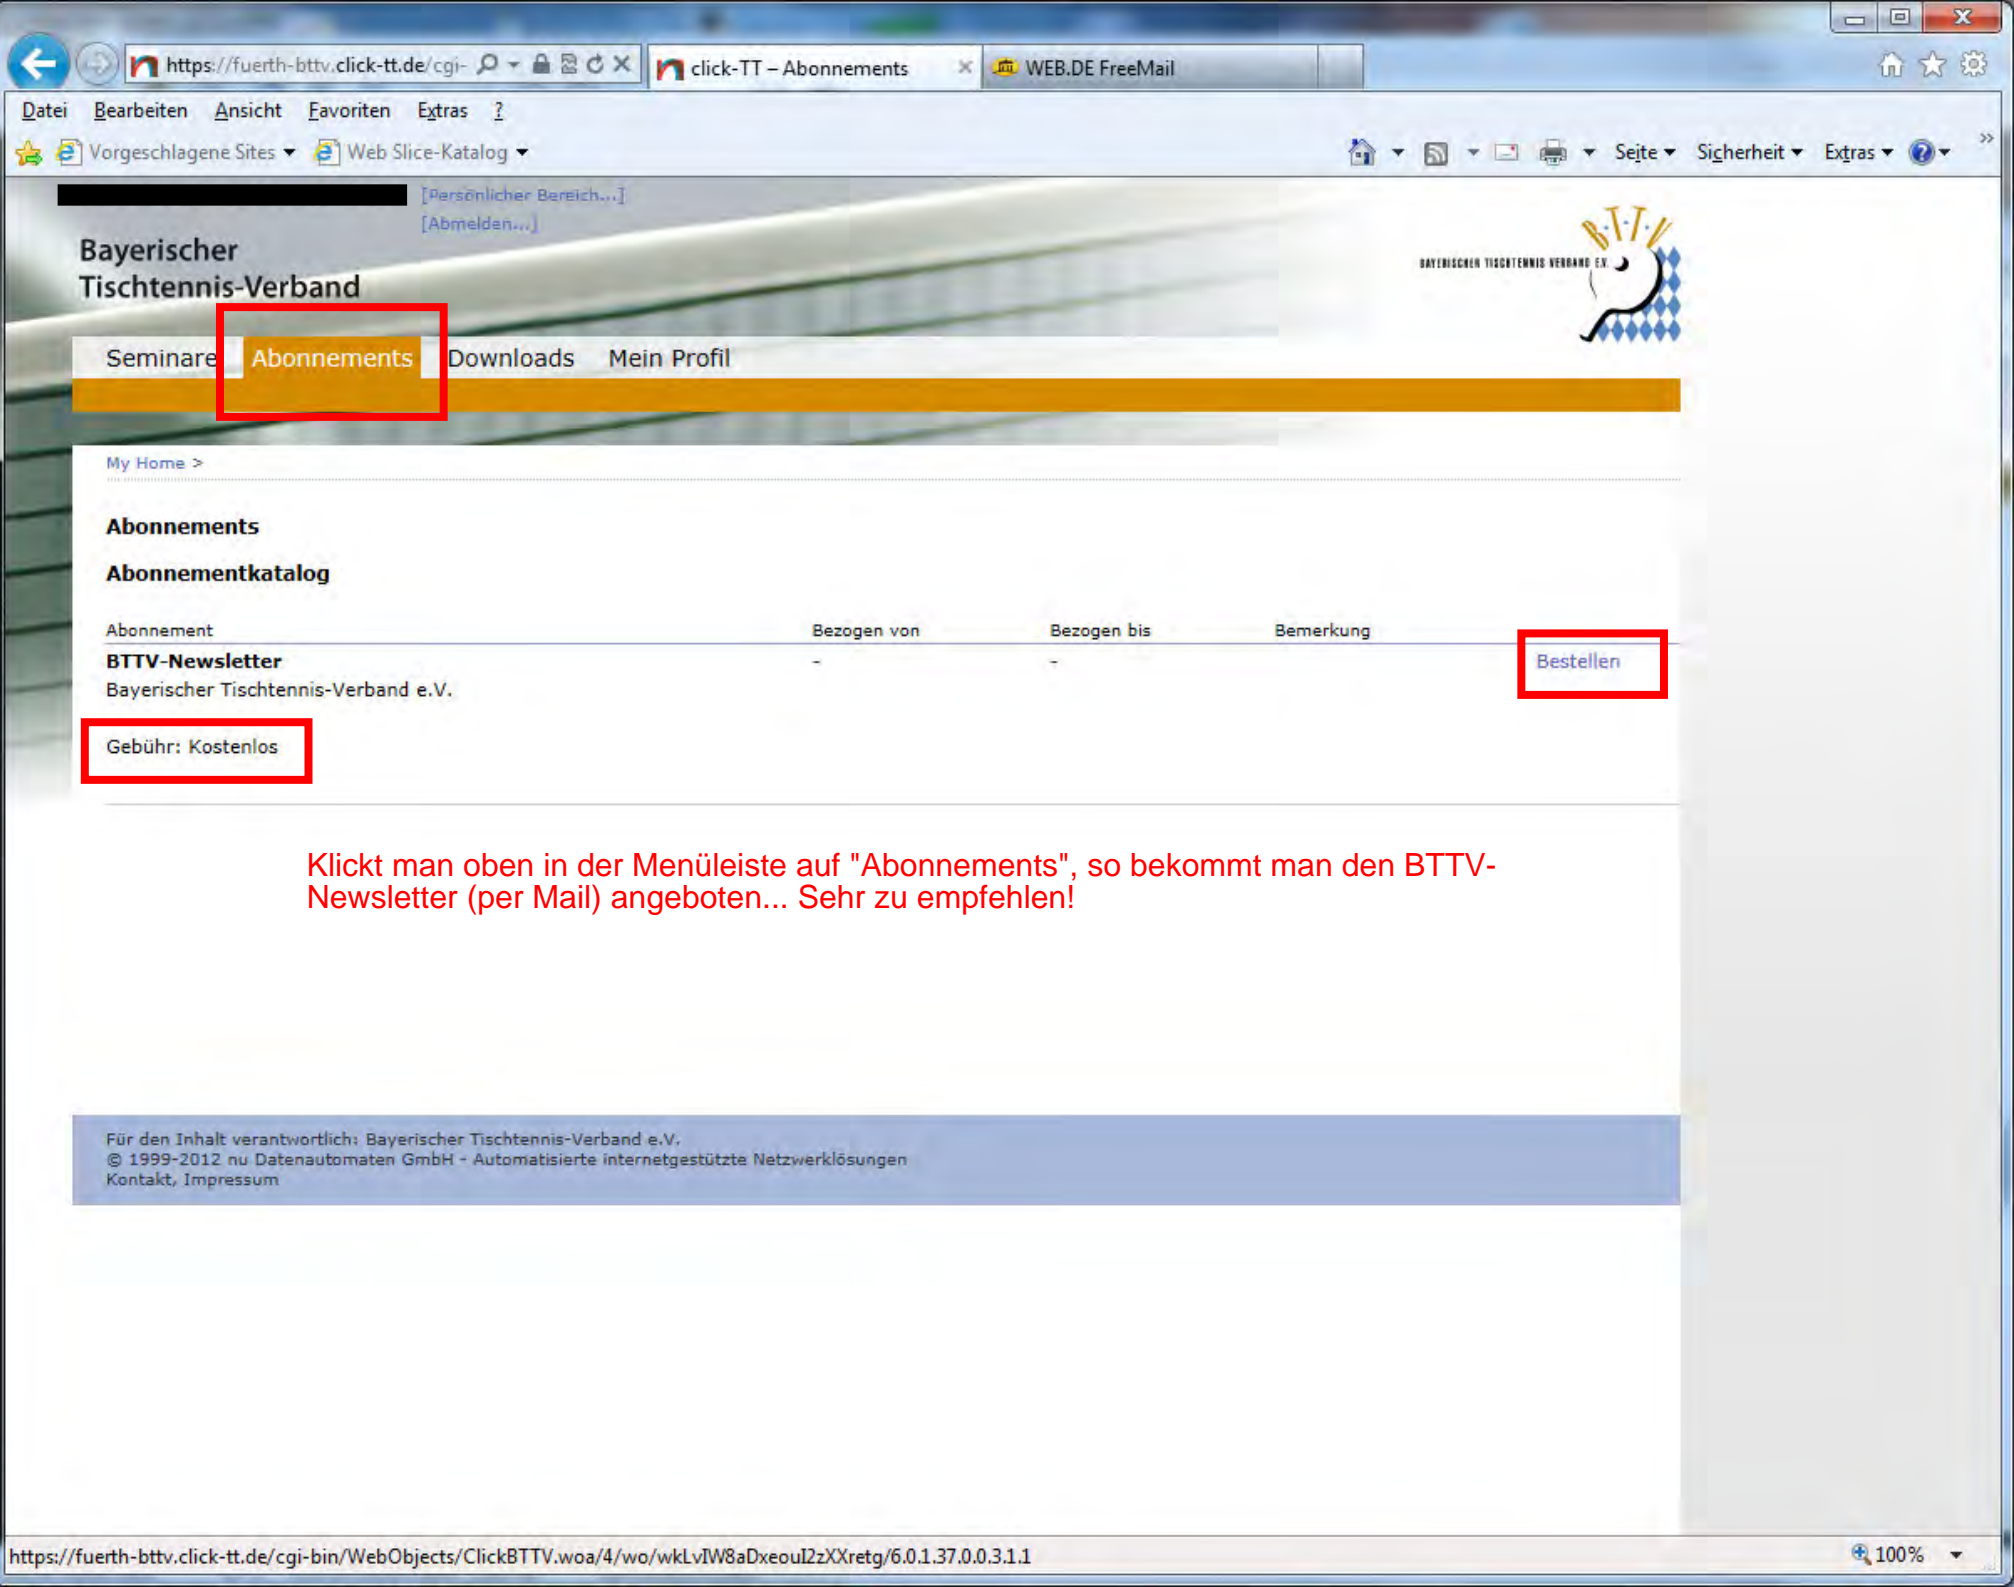 https://fuerth-bttv.click-tt.de/cgi-
click-TT – Abonnements
WEB.DE FreeMail
Datei Bearbeiten Ansicht Favoriten Extras ?
Vorgeschlagene Sites Web Slice-Katalog
Seite Sicherheit Extras
[Persönlicher Bereich...]
[Abmelden...]
Bayerischer
Tischtennis-Verband
B·T·T·V
BAYERISCHER TISCHTENNIS VERBAND E.V.
Seminare Abonnements Downloads Mein Profil
My Home >
Abonnements
Abonnementkatalog
Abonnement Bezogen von Bezogen bis Bemerkung
BTTV-Newsletter - - Bestellen
Bayerischer Tischtennis-Verband e.V.
Gebühr: Kostenlos
Klickt man oben in der Menüleiste auf "Abonnements", so bekommt man den BTTV-
Newsletter (per Mail) angeboten... Sehr zu empfehlen!
Für den Inhalt verantwortlich: Bayerischer Tischtennis-Verband e.V.
© 1999-2012 nu Datenautomaten GmbH - Automatisierte internetgestützte Netzwerklösungen
Kontakt, Impressum
https://fuerth-bttv.click-tt.de/cgi-bin/WebObjects/ClickBTTV.woa/4/wo/wkLvIW8aDxeouI2zXXretg/6.0.1.37.0.0.3.1.1
100%